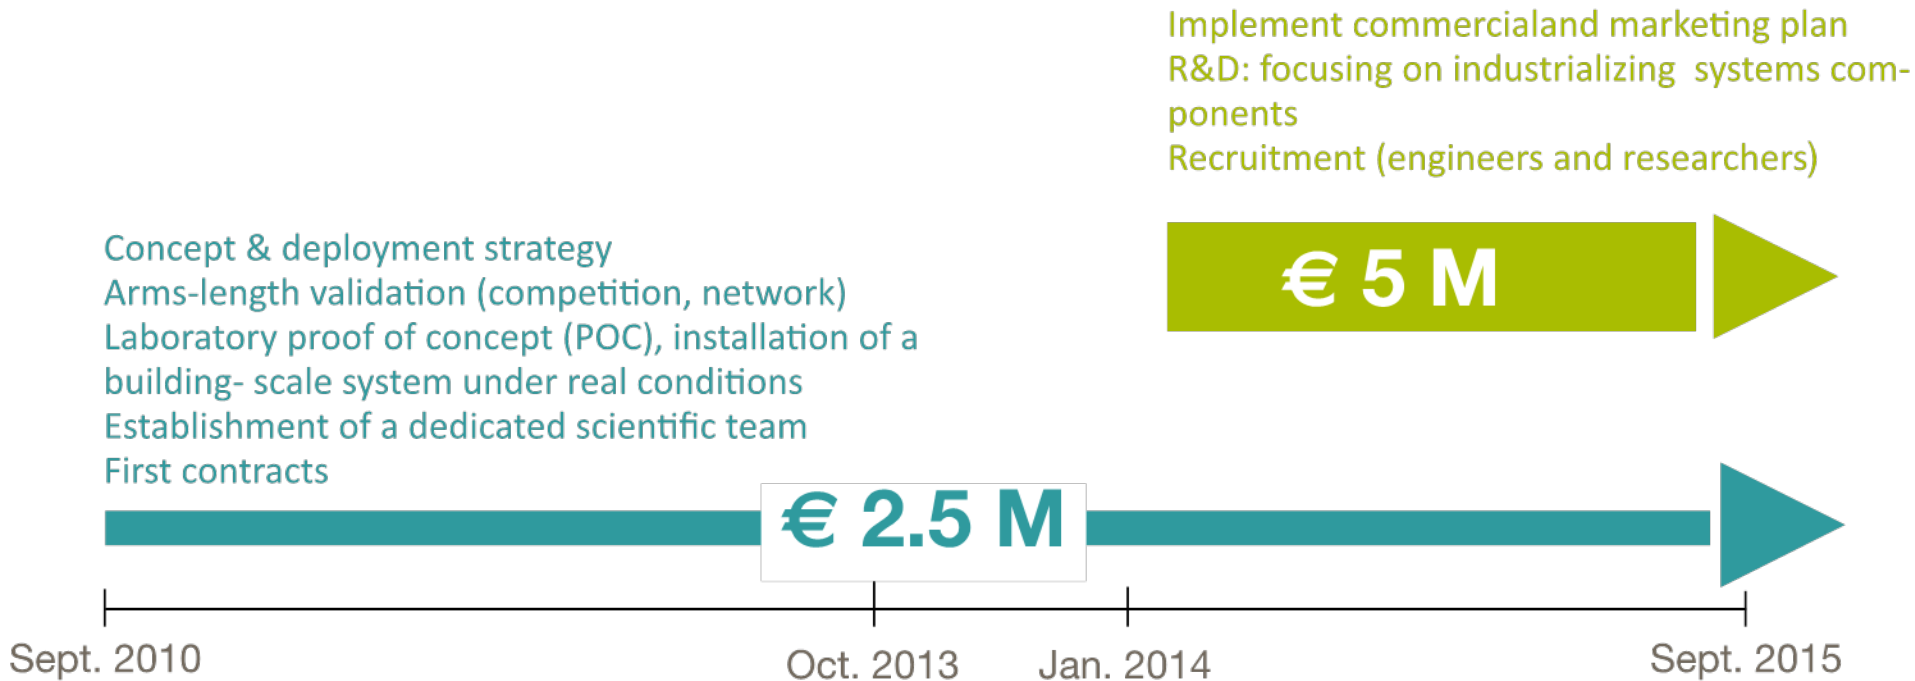 Implement commercialand marketing plan
R&D: focusing on industrializing systems com-
ponents
Recruitment (engineers and researchers)
€ 5 M
Concept & deployment strategy
Arms-length validation (competition, network)
Laboratory proof of concept (POC), installation of a
building- scale system under real conditions
Establishment of a dedicated scientific team
First contracts
€ 2.5 M
Sept. 2010
Oct. 2013
Jan. 2014
Sept. 2015